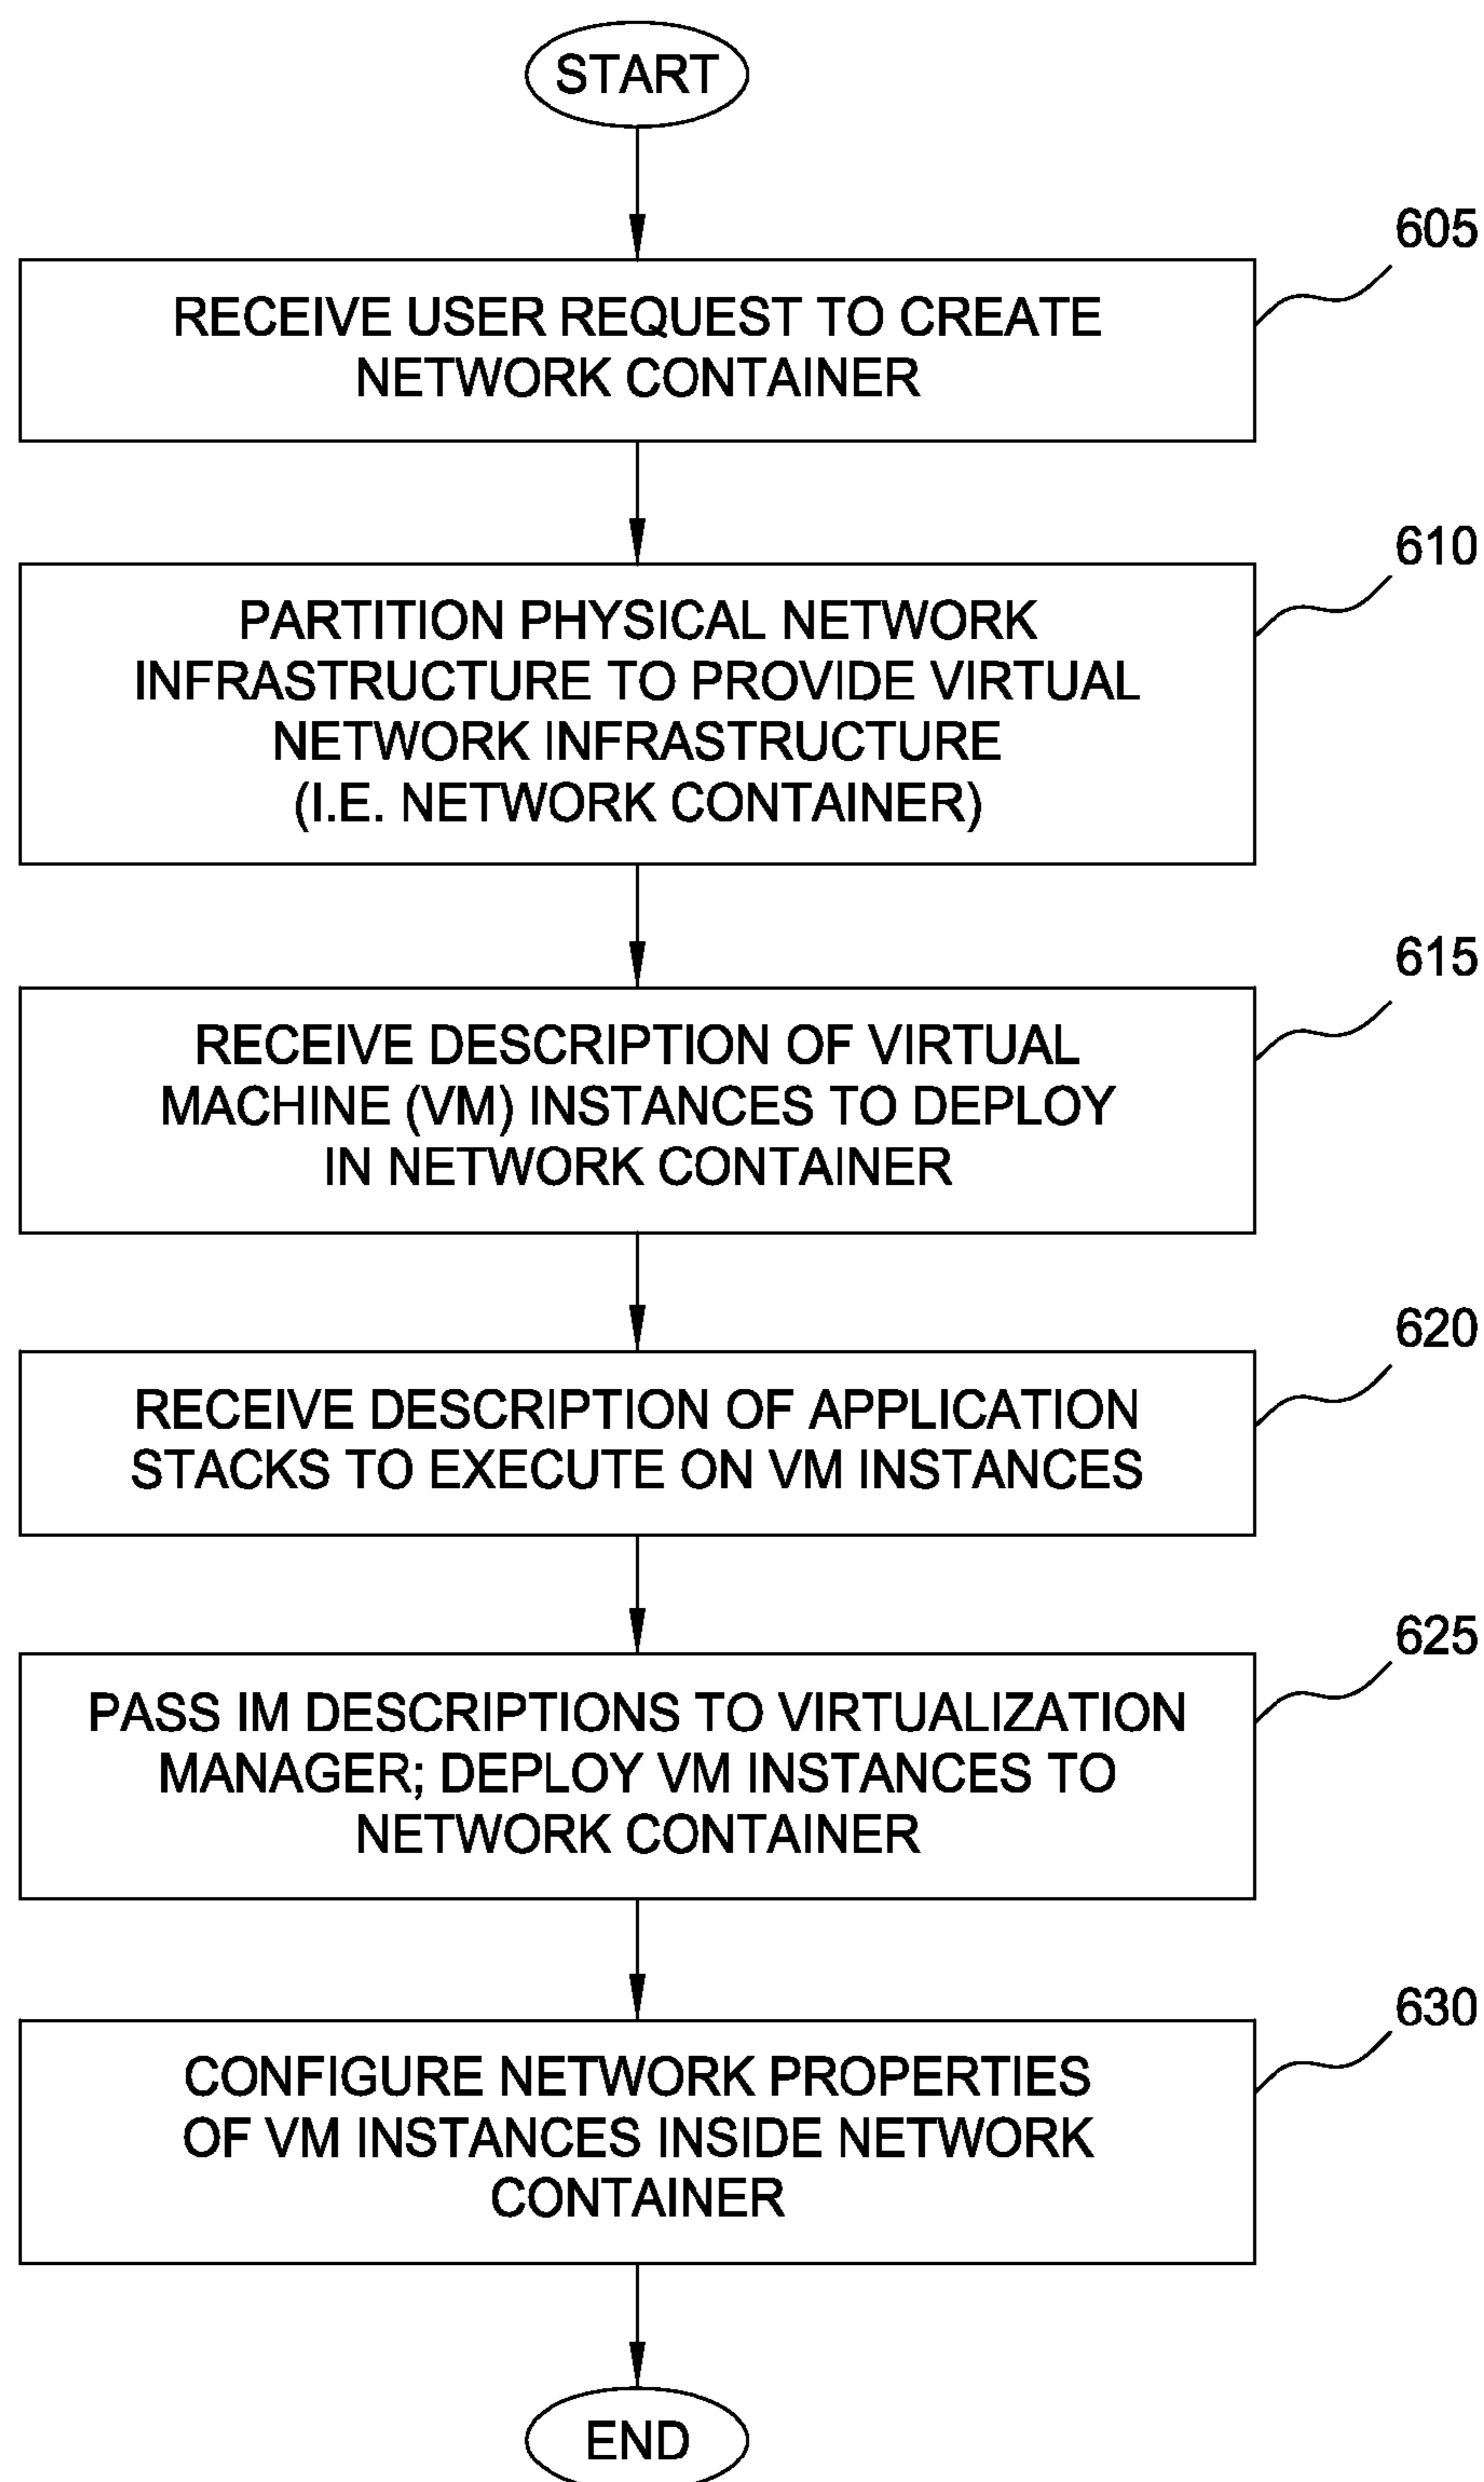 START
605
RECEIVE USER REQUEST TO CREATE
NETWORK CONTAINER
610
PARTITION PHYSICAL NETWORK
INFRASTRUCTURE TO PROVIDE VIRTUAL
NETWORK INFRASTRUCTURE
(I.E. NETWORK CONTAINER)
615
RECEIVE DESCRIPTION OF VIRTUAL
MACHINE (VM) INSTANCES TO DEPLOY
IN NETWORK CONTAINER
620
RECEIVE DESCRIPTION OF APPLICATION
STACKS TO EXECUTE ON VM INSTANCES
625
PASS IM DESCRIPTIONS TO VIRTUALIZATION
MANAGER; DEPLOY VM INSTANCES TO
NETWORK CONTAINER
630
CONFIGURE NETWORK PROPERTIES
OF VM INSTANCES INSIDE NETWORK
CONTAINER
END